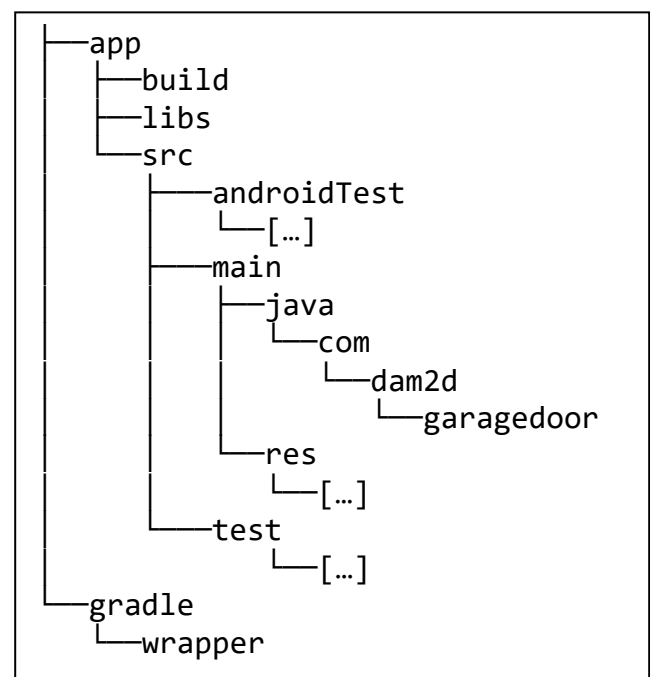 ├──app
│  ├──build
│  ├──libs
│  └──src
│     ├───androidTest
│     │   └──[…]
│     ├───main
│     │   ├──java
│     │   │  └──com
│     │   │     └──dam2d
│     │   │        └──garagedoor
│     │   └──res
│     │      └──[…]
│     └───test
│         └──[…]
└──gradle
   └──wrapper